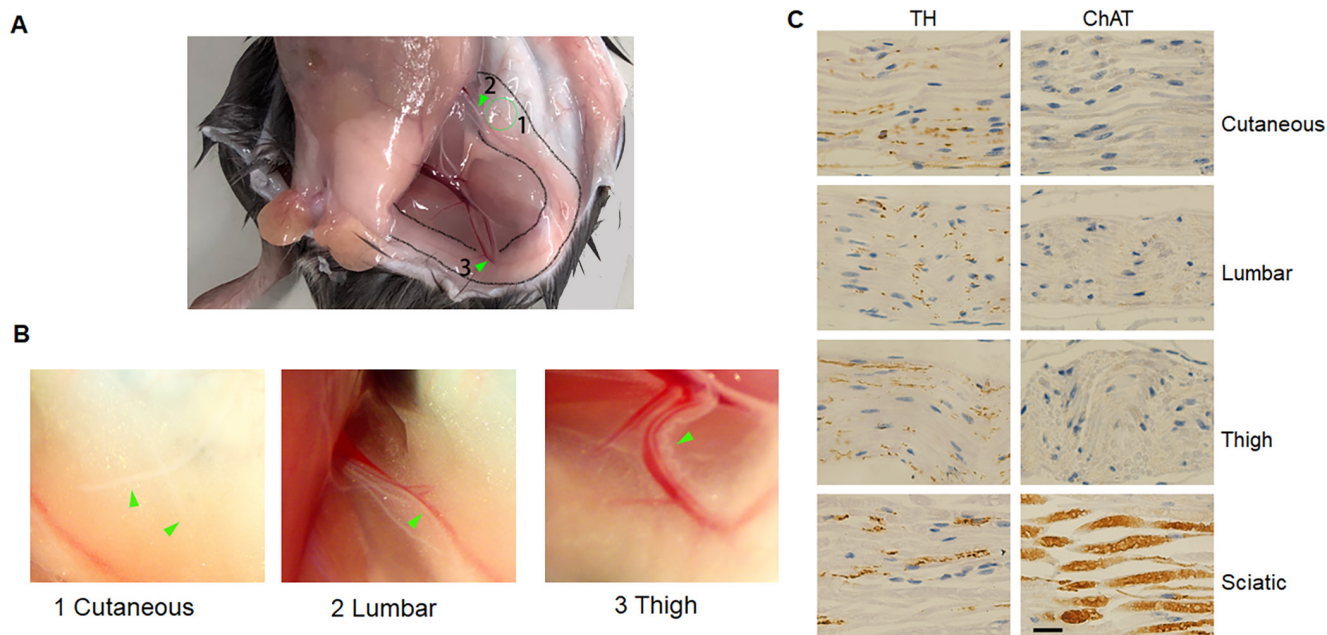 A
2
1
3
B
1 Cutaneous
2 Lumbar
3 Thigh
C
TH
ChAT
Cutaneous
Lumbar
Thigh
Sciatic